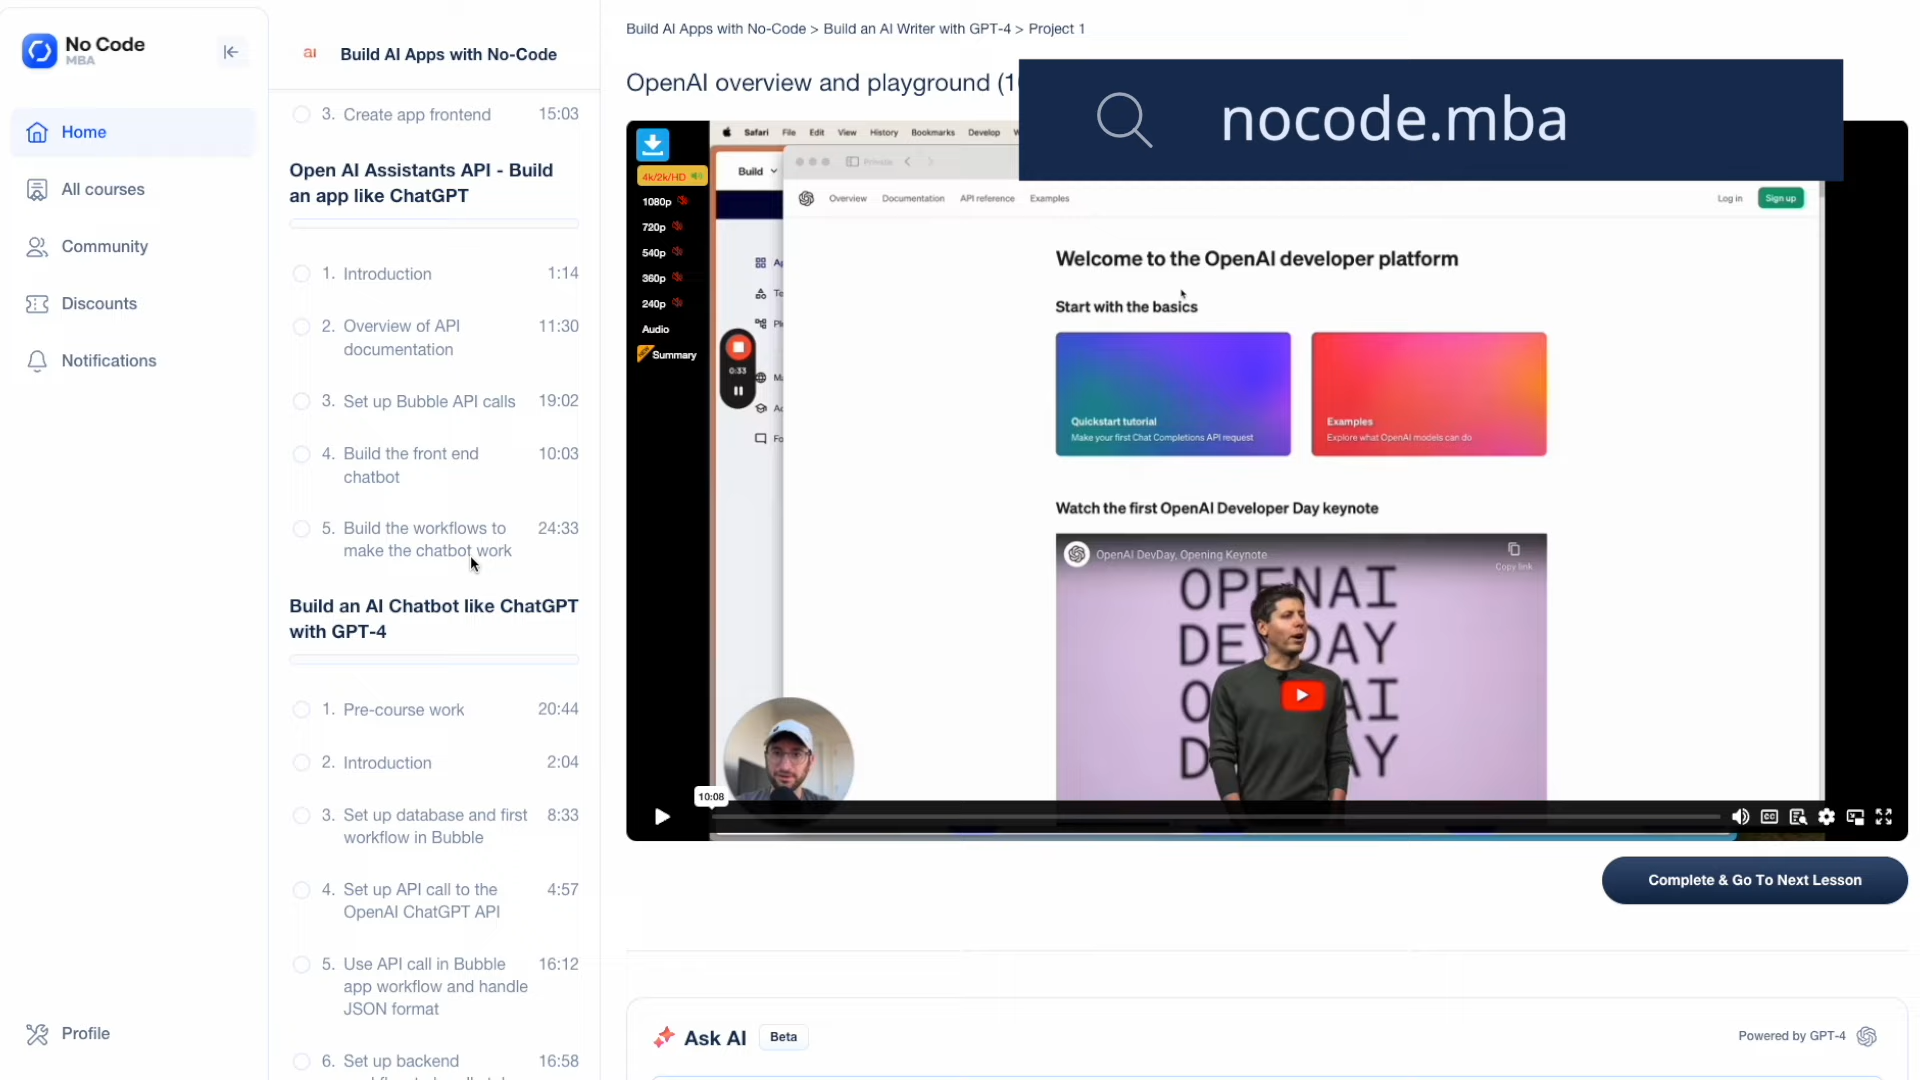 No Code
MBA
Home
All courses
Community
Discounts
Notifications
Profile
ai Build AI Apps with No-Code
3. Create app frontend 15:03
Open AI Assistants API - Build
an app like ChatGPT
1. Introduction 1:14
2. Overview of API 11:30
documentation
3. Set up Bubble API calls 19:02
4. Build the front end 10:03
chatbot
5. Build the workflows to 24:33
make the chatbot work
Build an AI Chatbot like ChatGPT
with GPT-4
1. Pre-course work 20:44
2. Introduction 2:04
3. Set up database and first 8:33
workflow in Bubble
4. Set up API call to the 4:57
OpenAI ChatGPT API
5. Use API call in Bubble 16:12
app workflow and handle
JSON format
6. Set up backend 16:58
Build AI Apps with No-Code > Build an AI Writer with GPT-4 > Project 1
OpenAI overview and playground (1
nocode.mba
Safari File Edit View History Bookmarks Develop W
4k/2k/HD
1080p
720p
540p
360p
240p
Audio
Summary
Build
Private
0:33
Overview Documentation API reference Examples
Log in Sign up
Welcome to the OpenAI developer platform
Start with the basics
Quickstart tutorial
Make your first Chat Completions API request
Examples
Explore what OpenAI models can do
Watch the first OpenAI Developer Day keynote
OpenAI DevDay, Opening Keynote
Copy link
OPENAI
10:08
CC
Complete & Go To Next Lesson
Ask AI Beta
Powered by GPT-4